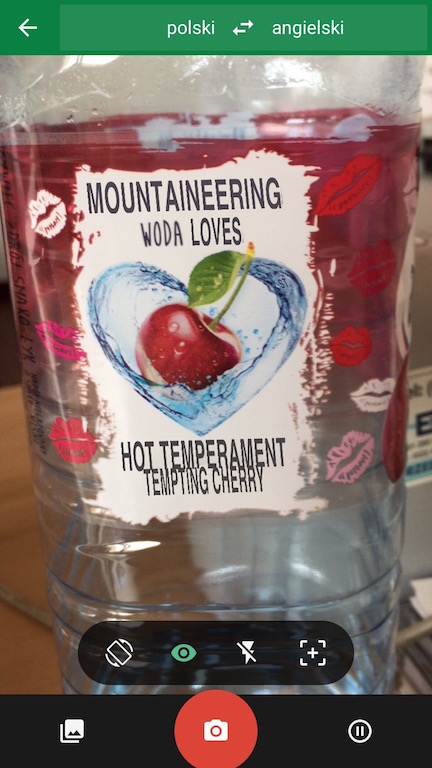 polski angielski
MOUNTAINEERING
WODA LOVES
HOT TEMPERAMENT
TEMPTING CHERRY